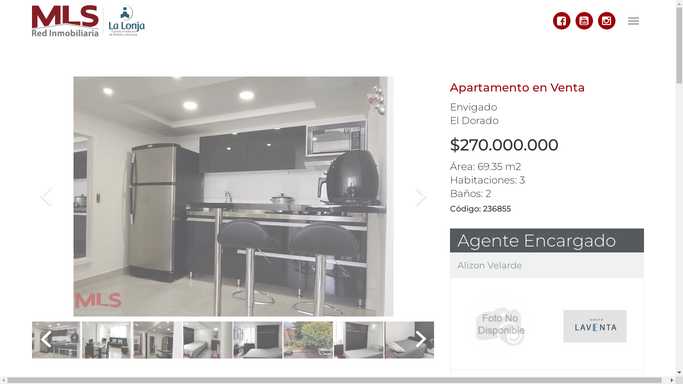 MLS
Red Inmobiliaria
La Lonja
Apartamento en Venta
Envigado
El Dorado
$270.000.000
Área: 69.35 m2
Habitaciones: 3
Baños: 2
Código: 236855
Agente Encargado
Alizon Velarde
MLS
Foto No
Disponible
LAVENTA